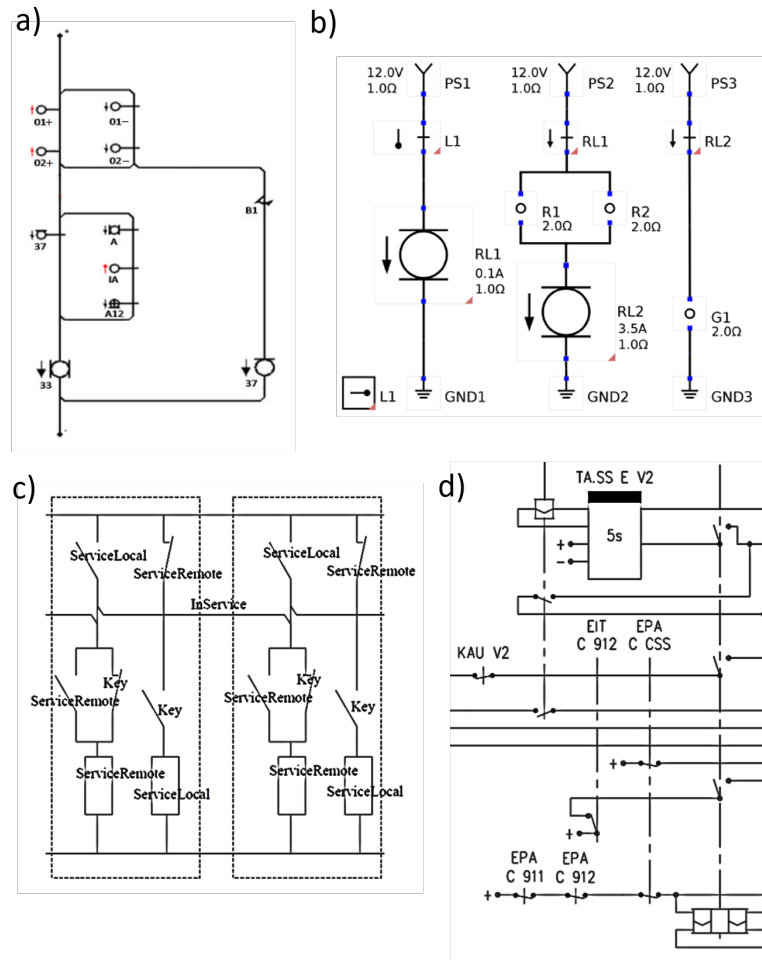 a)
+
01+
01-
02+
02-
B1
37
A
IA
A12
33
37
-
b)
12.0V
1.0Ω
PS1
12.0V
1.0Ω
PS2
12.0V
1.0Ω
PS3
L1
RL1
RL2
R1
2.0Ω
R2
2.0Ω
RL1
0.1A
1.0Ω
RL2
3.5A
1.0Ω
G1
2.0Ω
L1
GND1
GND2
GND3
c)
ServiceLocal
ServiceRemote
ServiceLocal
ServiceRemote
InService
Key
ServiceRemote
Key
Key
ServiceRemote
Key
ServiceRemote
ServiceLocal
ServiceRemote
ServiceLocal
d)
TA.SS E V2
5s
+
-
EIT
C 912
EPA
C CSS
KAU V2
+
+
EPA
C 911
EPA
C 912
+